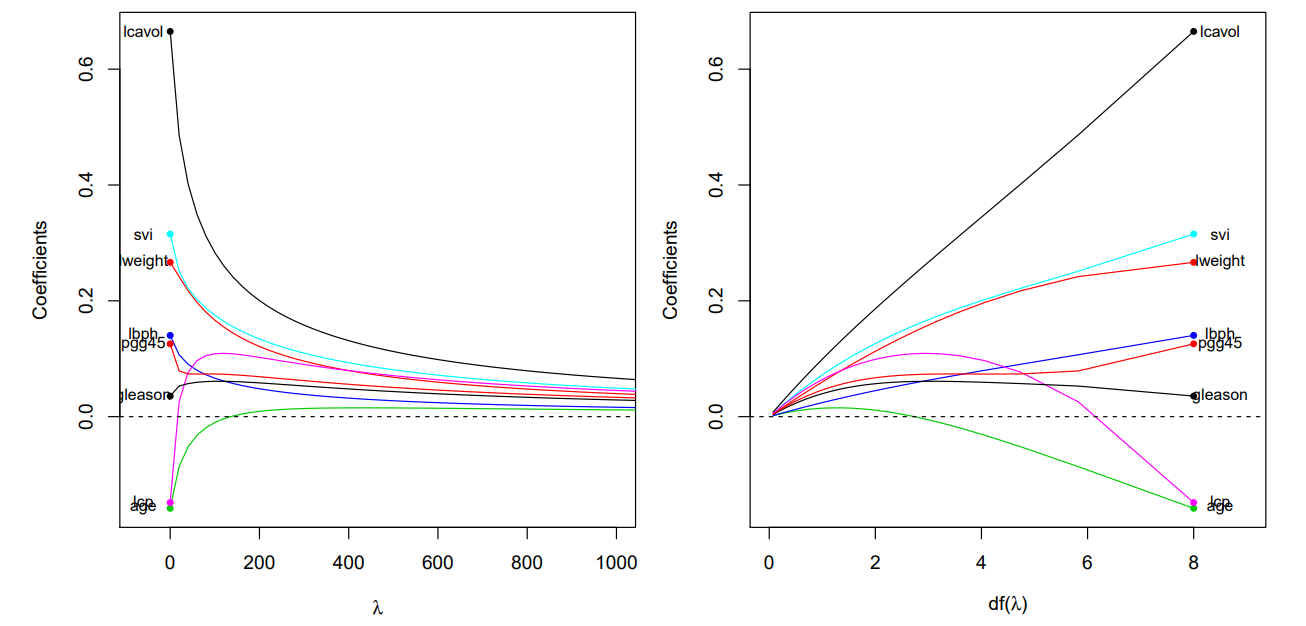 Coefficients
0.6
0.4
0.2
0.0
lcavol
svi
lweight
lbph
pgg45
gleason
lcp
age
0 200 400 600 800 1000
λ
Coefficients
0.6
0.4
0.2
0.0
lcavol
svi
lweight
lbph
pgg45
gleason
lcp
age
0 2 4 6 8
df(λ)